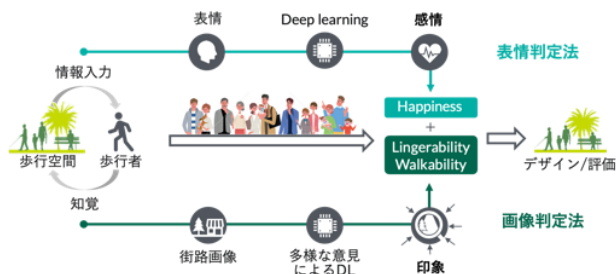 表情
Deep learning
感情
表情判定法
情報入力
Happiness
+
Lingerability
Walkability
歩行空間
歩行者
デザイン/評価
知覚
画像判定法
街路画像
多様な意見
によるDL
印象